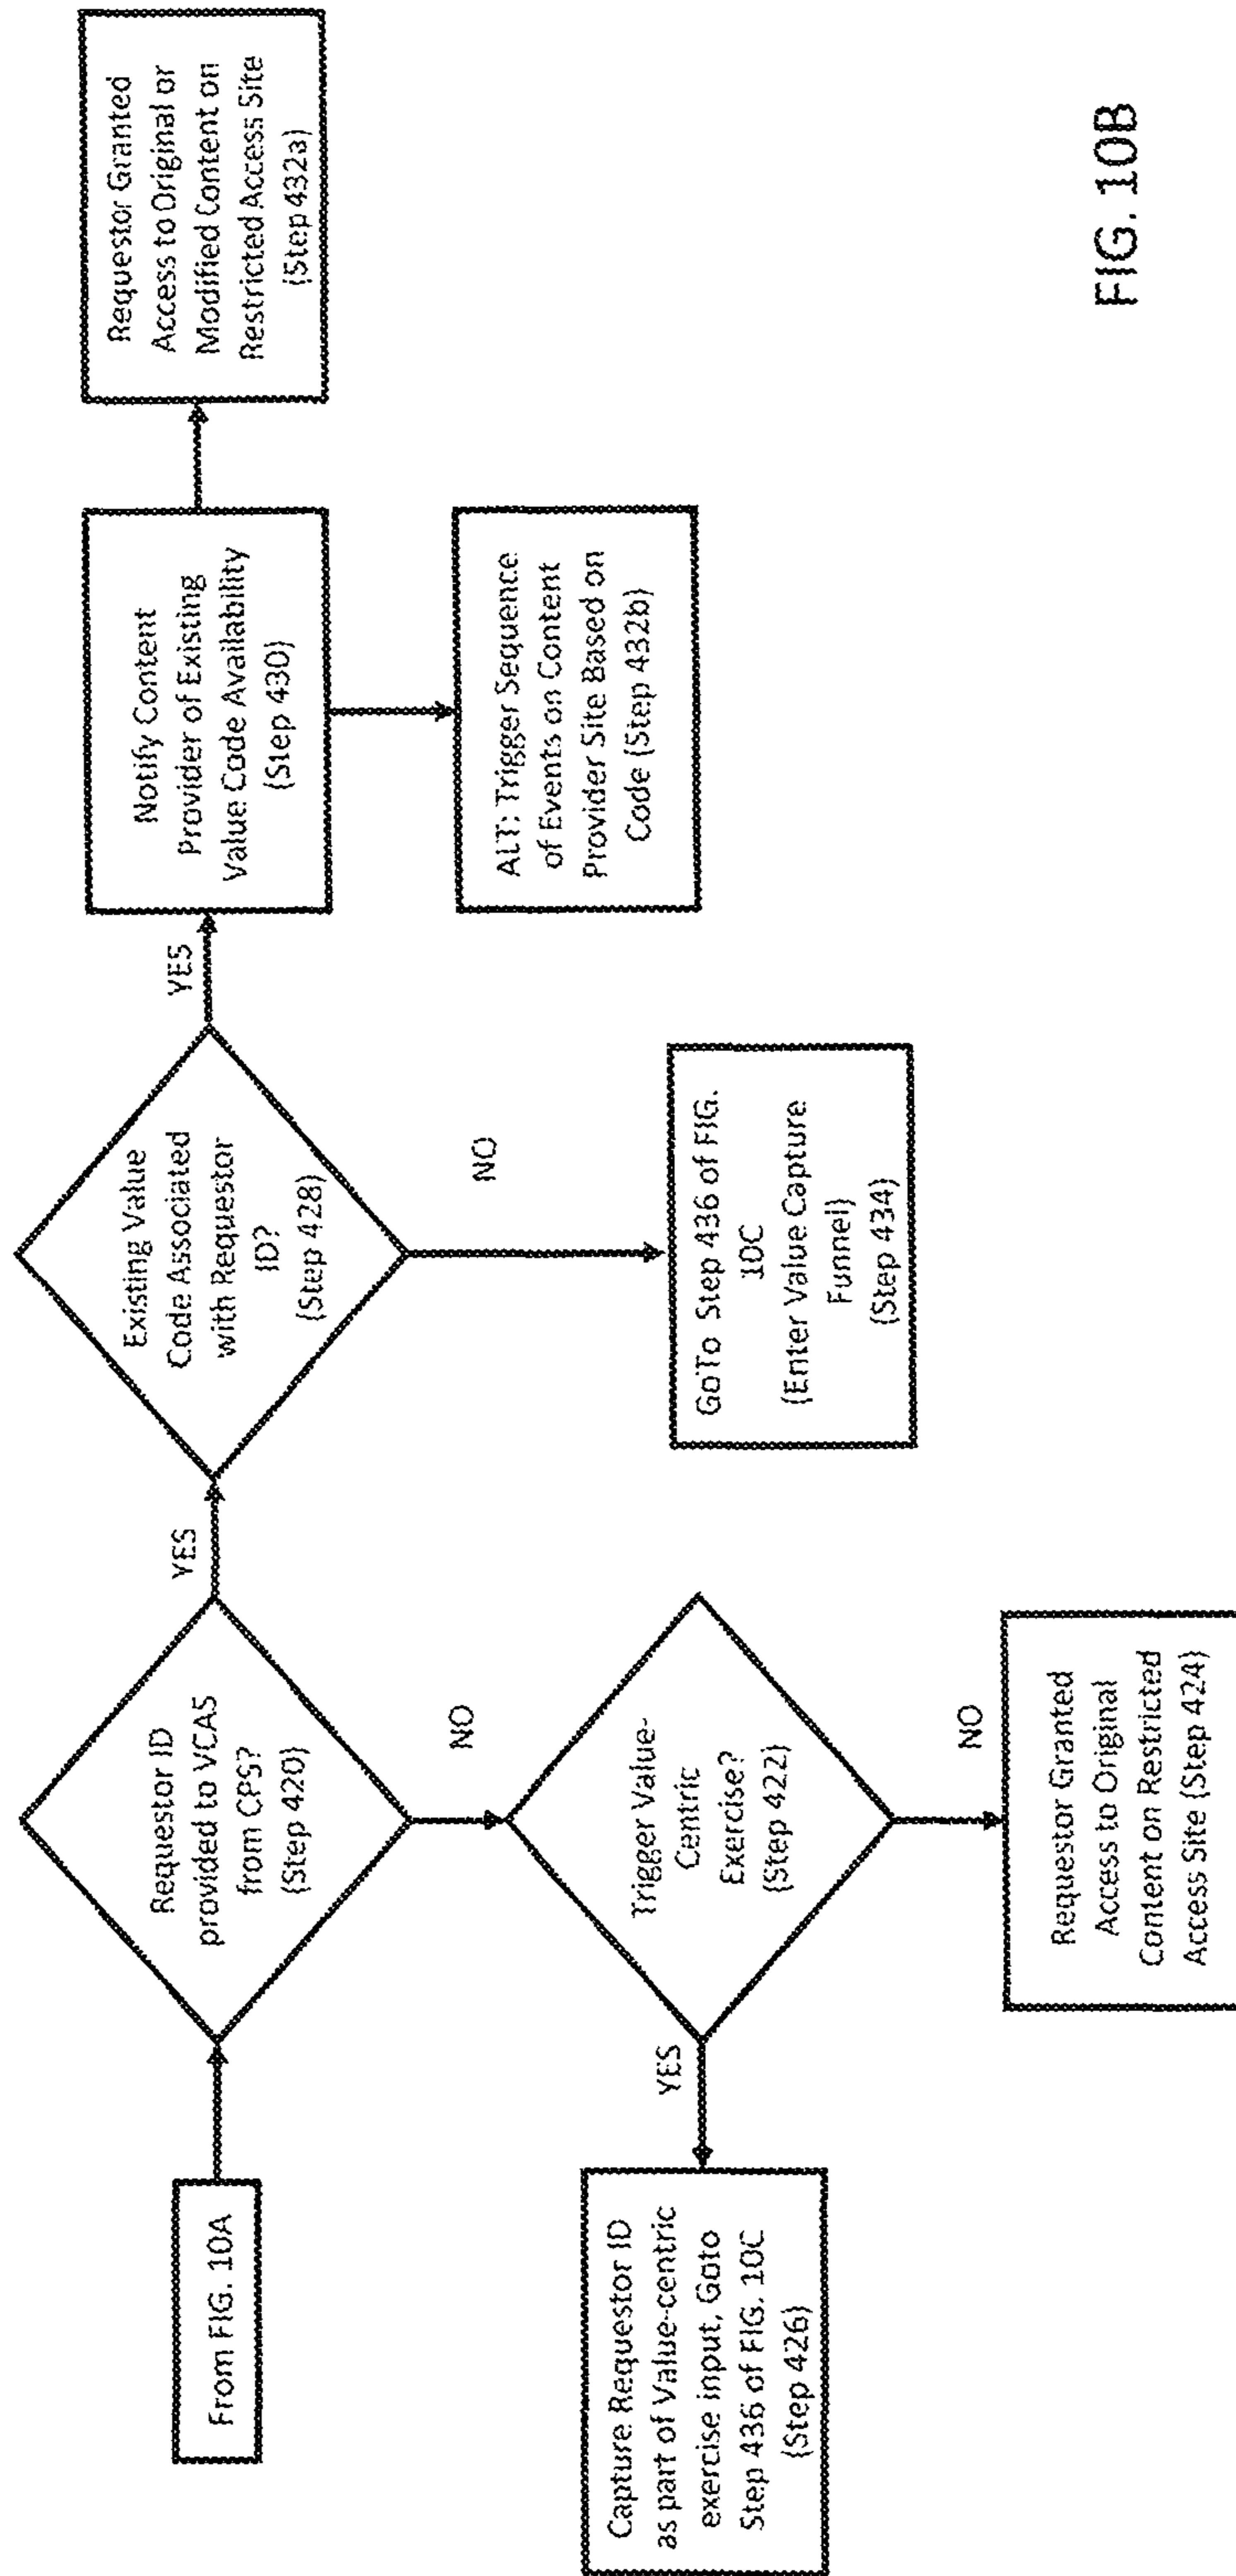 From FIG. 10A
Requestor ID
provided to VCAS
from CPS?
(Step 420)
YES
NO
Existing Value
Code Associated
with Requestor
ID?
(Step 428)
YES
NO
Notify Content
Provider of Existing
Value Code Availability
(Step 430)
Requestor Granted
Access to Original or
Modified Content on
Restricted Access Site
(Step 432a)
ALT: Trigger Sequence
of Events on Content
Provider Site Based on
Code (Step 432b)
GoTo Step 436 of FIG.
10C
(Enter Value Capture
Funnel)
(Step 434)
Trigger Value-
Centric
Exercise?
(Step 422)
YES
NO
Capture Requestor ID
as part of Value-centric
exercise input, Goto
Step 436 of FIG. 10C
(Step 426)
Requestor Granted
Access to Original
Content on Restricted
Access Site (Step 424)
FIG. 10B